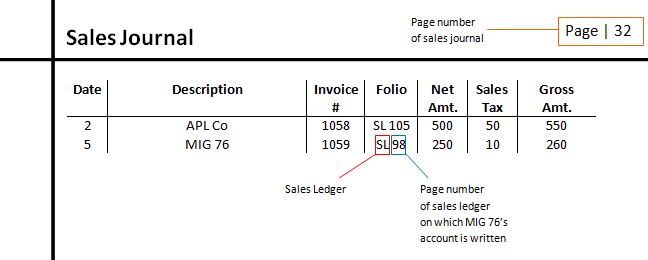 Sales Journal
Page number
of sales journal
Page | 32
Date Description Invoice # Folio Net Amt. Sales Tax Gross Amt.
2 APL Co 1058 SL 105 500 50 550
5 MIG 76 1059 SL 98 250 10 260
Sales Ledger
Page number
of sales ledger
on which MIG 76's
account is written